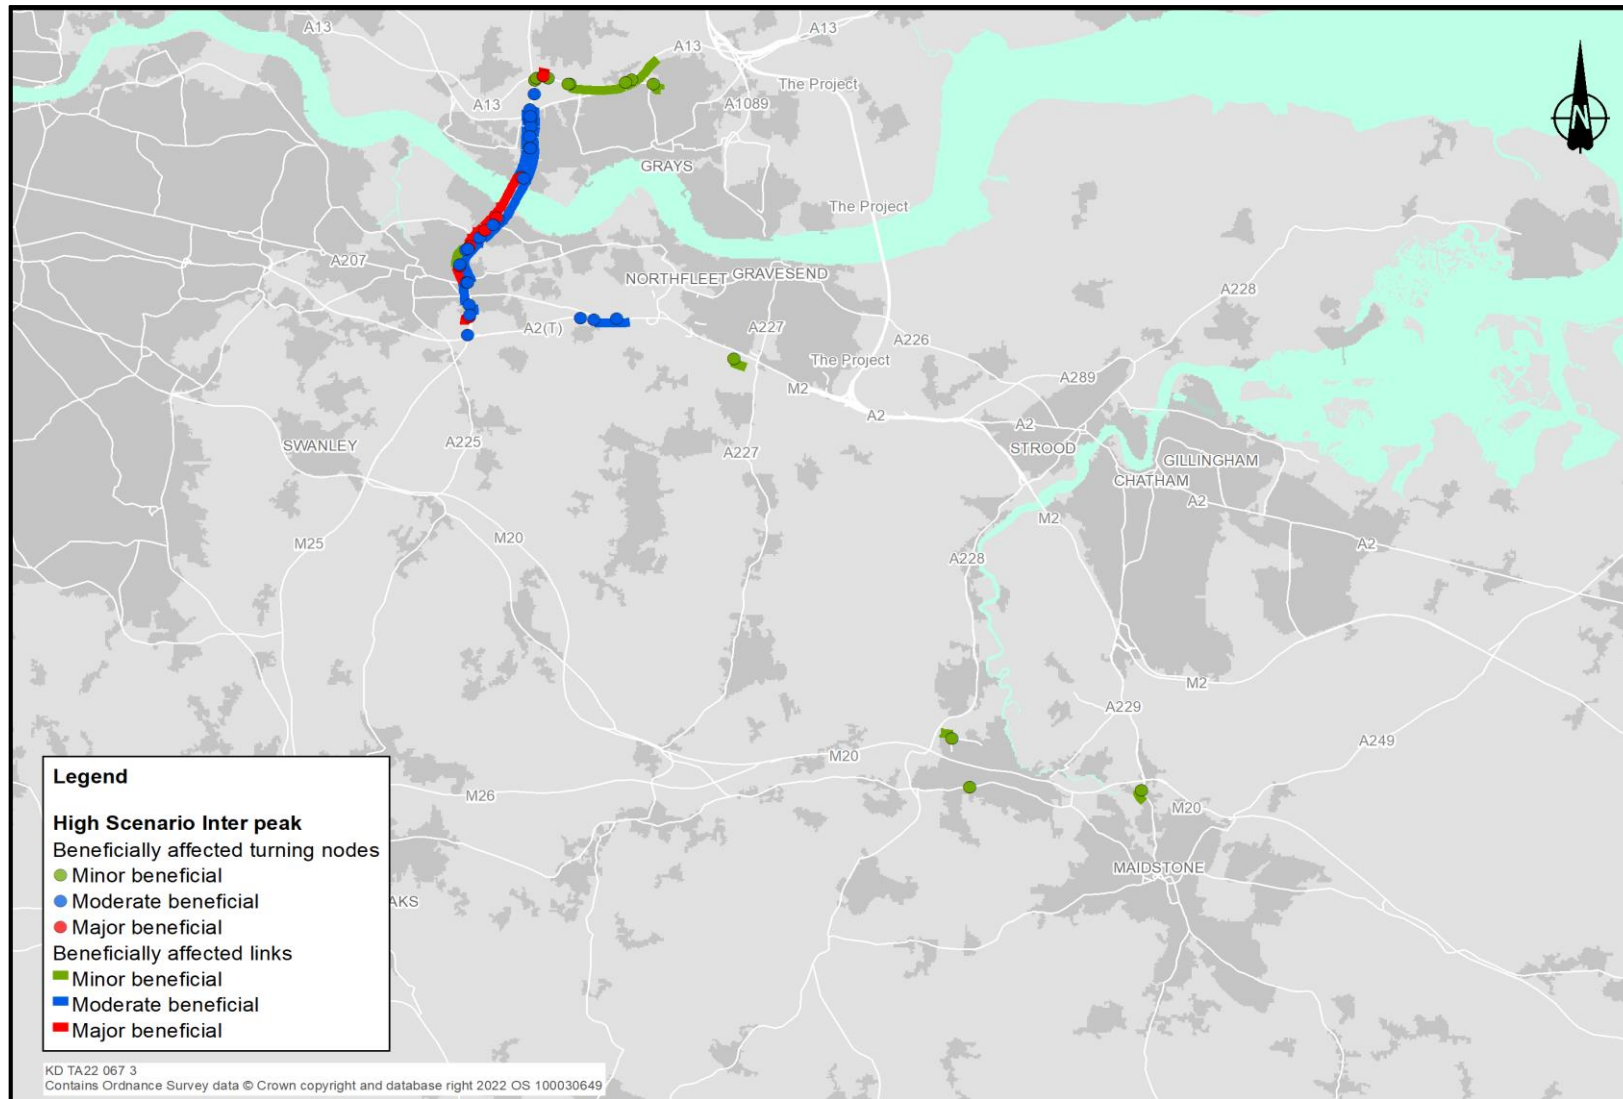 A13
A13
A13
The Project
A13
A1089
N
GRAYS
The Project
A207
NORTHFLEET
GRAVESEND
A228
A2(T)
A227
A226
The Project
A289
M2
A2
A2
SWANLEY
A225
A227
STROOD
GILLINGHAM
CHATHAM
A2
M2
M25
M20
A228
A2
M2
A229
A249
M20
M26
M20
MAIDSTONE
AKS
Legend
High Scenario Inter peak
Beneficially affected turning nodes
Minor beneficial
Moderate beneficial
Major beneficial
Beneficially affected links
Minor beneficial
Moderate beneficial
Major beneficial
KD TA22 067 3
Contains Ordnance Survey data © Crown copyright and database right 2022 OS 100030649